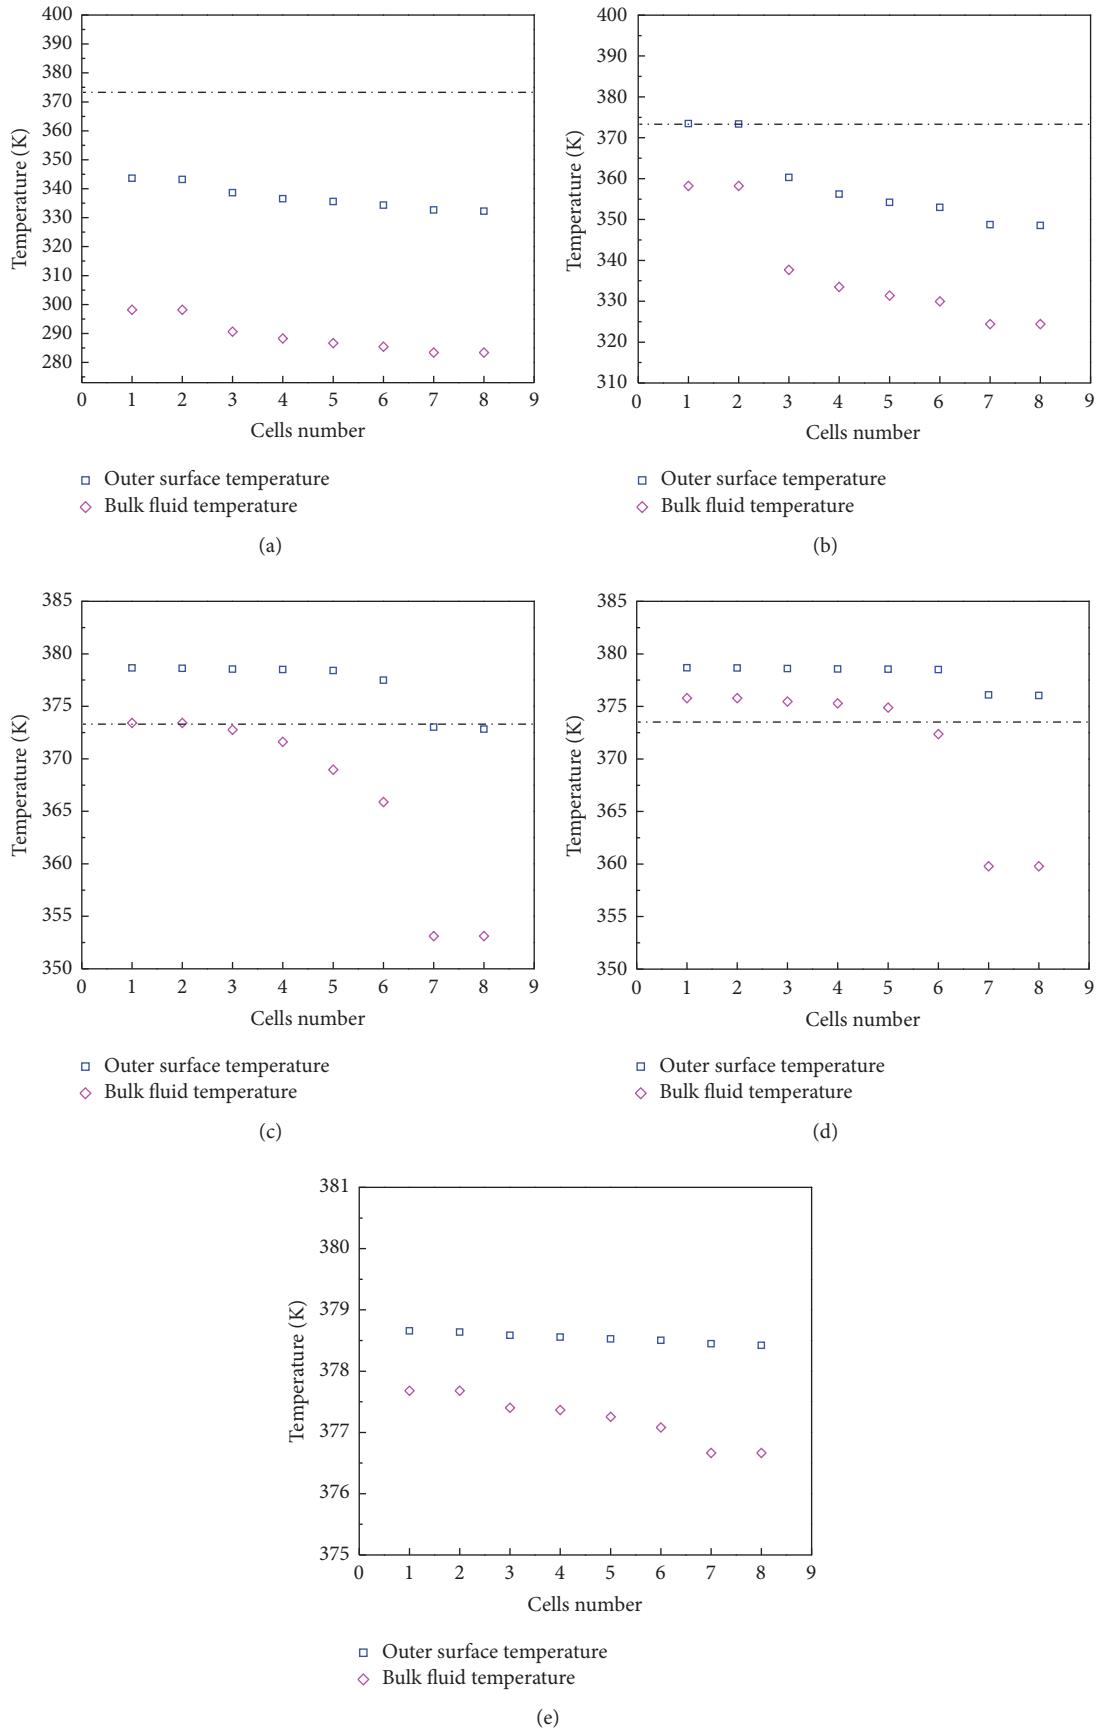 400
390
380
370
360
350
340
330
320
310
300
290
280
Temperature (K)
0 1 2 3 4 5 6 7 8 9
Cells number
Outer surface temperature
Bulk fluid temperature
(a)
400
390
380
370
360
350
340
330
320
310
Temperature (K)
0 1 2 3 4 5 6 7 8 9
Cells number
Outer surface temperature
Bulk fluid temperature
(b)
385
380
375
370
365
360
355
350
Temperature (K)
0 1 2 3 4 5 6 7 8 9
Cells number
Outer surface temperature
Bulk fluid temperature
(c)
385
380
375
370
365
360
355
350
Temperature (K)
0 1 2 3 4 5 6 7 8 9
Cells number
Outer surface temperature
Bulk fluid temperature
(d)
381
380
379
378
377
376
375
Temperature (K)
0 1 2 3 4 5 6 7 8 9
Cells number
Outer surface temperature
Bulk fluid temperature
(e)